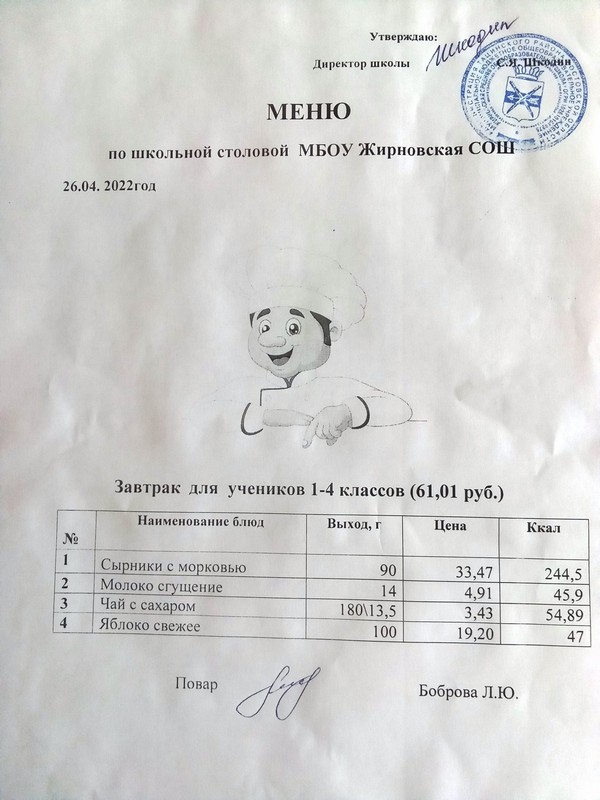 Утверждаю:
Шкодин
Директор школы С.Я. Шкодин
МЕНЮ
по школьной столовой МБОУ Жирновская СОШ
26.04. 2022год
Завтрак для учеников 1-4 классов (61,01 руб.)
№ Наименование блюд Выход, г Цена Ккал
1 Сырники с морковью 90 33,47 244,5
2 Молоко сгущение 14 4,91 45,9
3 Чай с сахаром 180\13,5 3,43 54,89
4 Яблоко свежее 100 19,20 47
Повар Боброва Л.Ю.